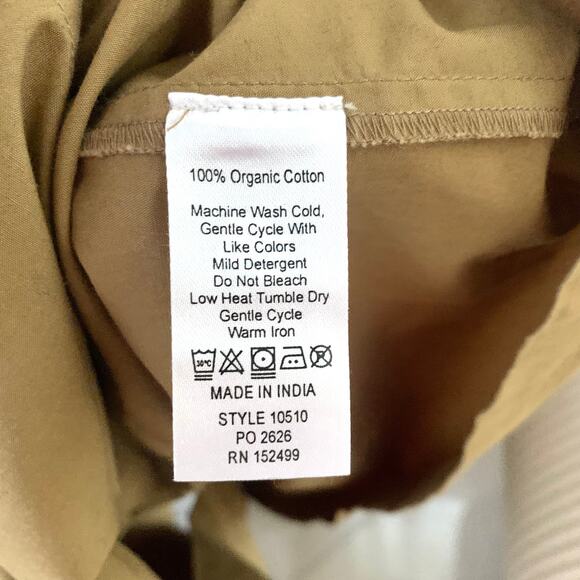 100% Organic Cotton
Machine Wash Cold,
Gentle Cycle With
Like Colors
Mild Detergent
Do Not Bleach
Low Heat Tumble Dry
Gentle Cycle
Warm Iron
30°C
MADE IN INDIA
STYLE 10510
PO 2626
RN 152499